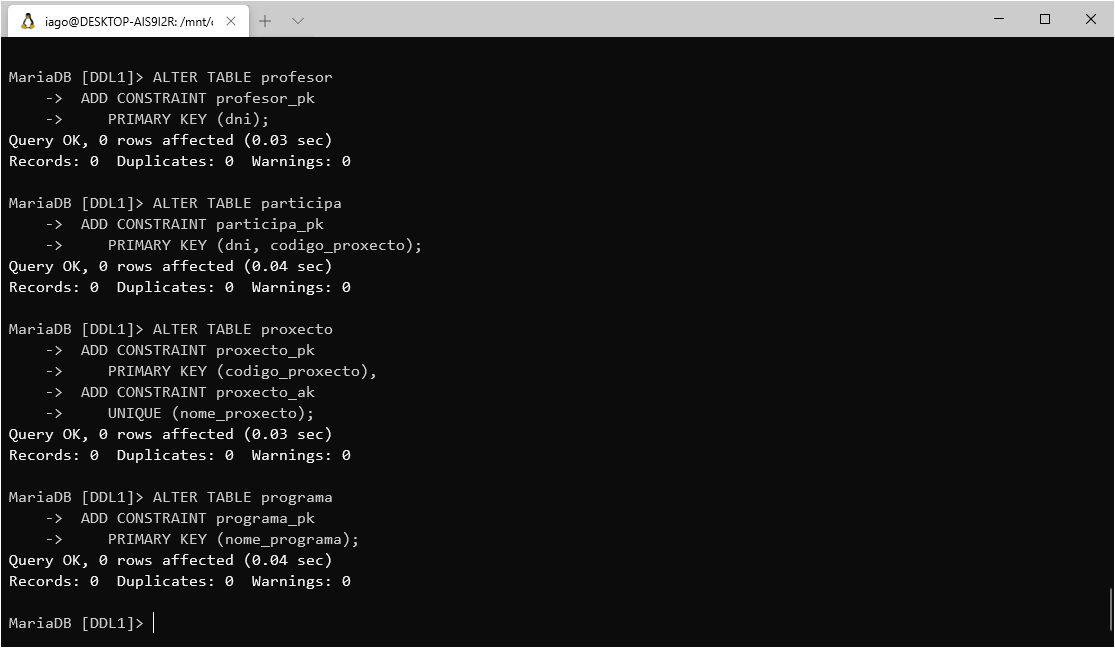 iago@DESKTOP-AIS9I2R: /mnt/c
MariaDB [DDL1]> ALTER TABLE profesor
    ->  ADD CONSTRAINT profesor_pk
    ->     PRIMARY KEY (dni);
Query OK, 0 rows affected (0.03 sec)
Records: 0  Duplicates: 0  Warnings: 0
MariaDB [DDL1]> ALTER TABLE participa
    ->  ADD CONSTRAINT participa_pk
    ->     PRIMARY KEY (dni, codigo_proxecto);
Query OK, 0 rows affected (0.04 sec)
Records: 0  Duplicates: 0  Warnings: 0
MariaDB [DDL1]> ALTER TABLE proxecto
    ->  ADD CONSTRAINT proxecto_pk
    ->     PRIMARY KEY (codigo_proxecto),
    ->  ADD CONSTRAINT proxecto_ak
    ->     UNIQUE (nome_proxecto);
Query OK, 0 rows affected (0.03 sec)
Records: 0  Duplicates: 0  Warnings: 0
MariaDB [DDL1]> ALTER TABLE programa
    ->  ADD CONSTRAINT programa_pk
    ->     PRIMARY KEY (nome_programa);
Query OK, 0 rows affected (0.04 sec)
Records: 0  Duplicates: 0  Warnings: 0
MariaDB [DDL1]>